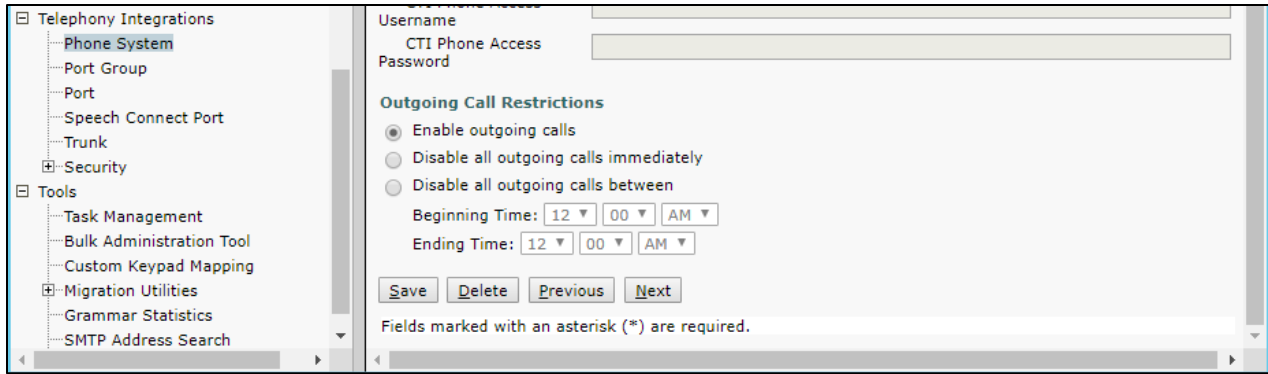 Telephony Integrations
Phone System
Port Group
Port
Speech Connect Port
Trunk
Security
Tools
Task Management
Bulk Administration Tool
Custom Keypad Mapping
Migration Utilities
Grammar Statistics
SMTP Address Search
CTI Phone Access
Username
CTI Phone Access
Password
Outgoing Call Restrictions
Enable outgoing calls
Disable all outgoing calls immediately
Disable all outgoing calls between
Beginning Time: 12 00 AM
Ending Time: 12 00 AM
Save Delete Previous Next
Fields marked with an asterisk (*) are required.